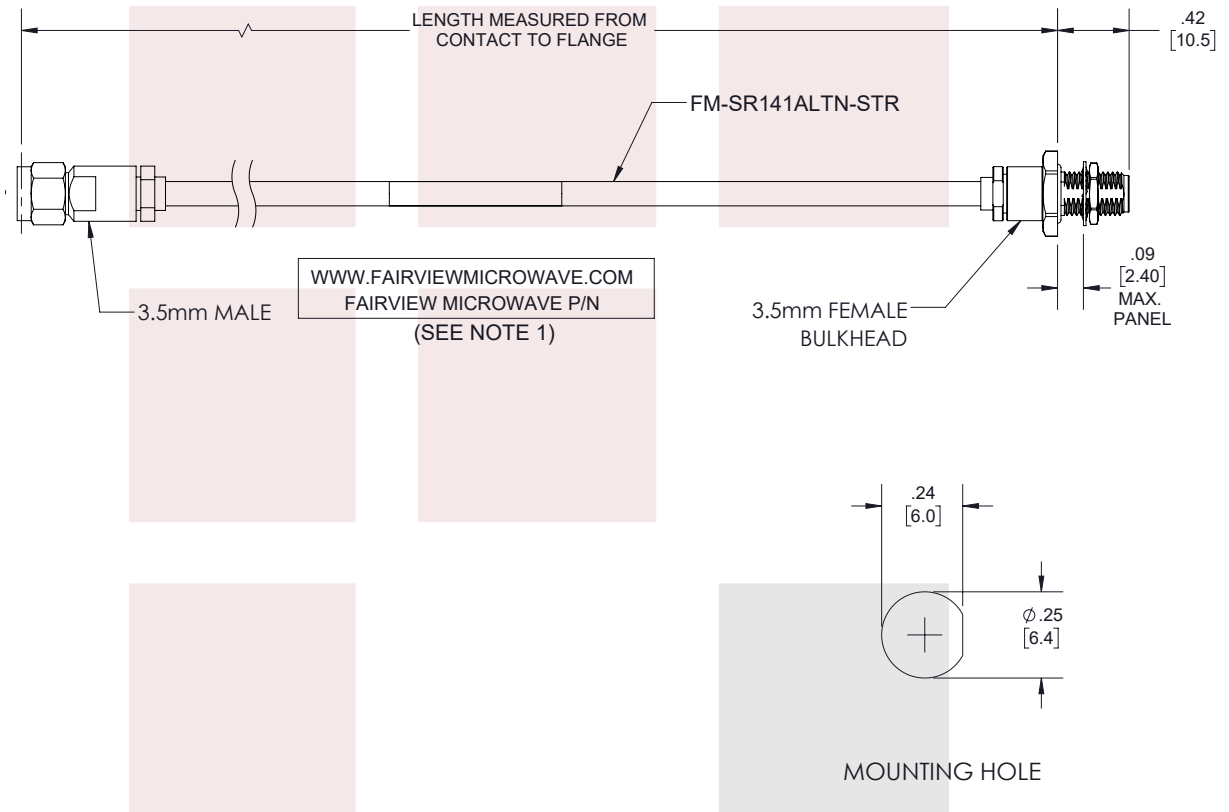 LENGTH MEASURED FROM
CONTACT TO FLANGE
.42
[10.5]
FM-SR141ALTN-STR
WWW.FAIRVIEWMICROWAVE.COM
FAIRVIEW MICROWAVE P/N
(SEE NOTE 1)
3.5mm MALE
3.5mm FEMALE
BULKHEAD
.09
[2.40]
MAX.
PANEL
.24
[6.0]
Ø.25
[6.4]
MOUNTING HOLE